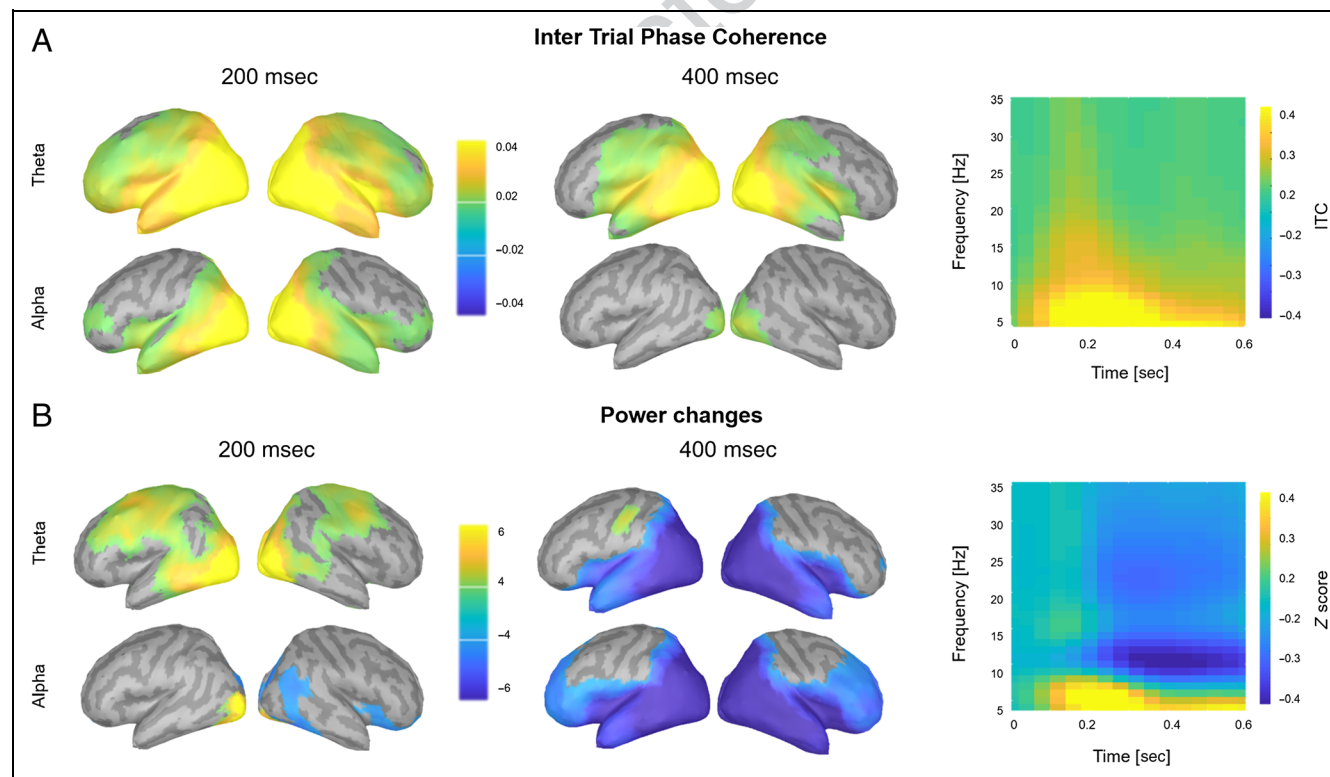 A
Inter Trial Phase Coherence
200 msec
400 msec
Theta
Alpha
0.04
0.02
−0.02
−0.04
35
30
25
20
15
10
5
Frequency [Hz]
0
0.2
0.4
0.6
Time [sec]
0.4
0.3
0.2
−0.2
−0.3
−0.4
ITC
B
Power changes
200 msec
400 msec
Theta
Alpha
6
4
−4
−6
35
30
25
20
15
10
5
Frequency [Hz]
0
0.2
0.4
0.6
Time [sec]
0.4
0.3
0.2
−0.2
−0.3
−0.4
Z score